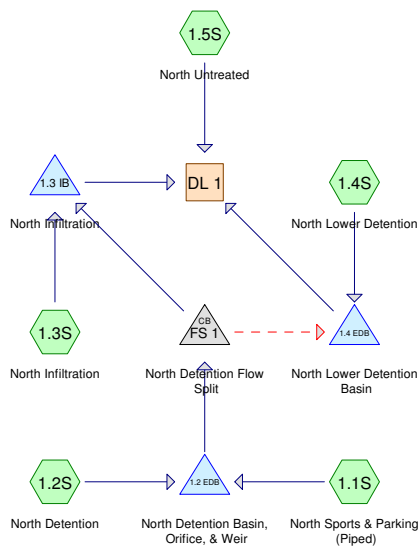 1.5S
North Untreated
1.3 IB
North Infiltration
DL 1
1.4S
North Lower Detention
1.3S
North Infiltration
CB
FS 1
North Detention Flow
Split
1.4 EDB
North Lower Detention
Basin
1.2S
North Detention
1.2 EDB
North Detention Basin,
Orifice, & Weir
1.1S
North Sports & Parking
(Piped)